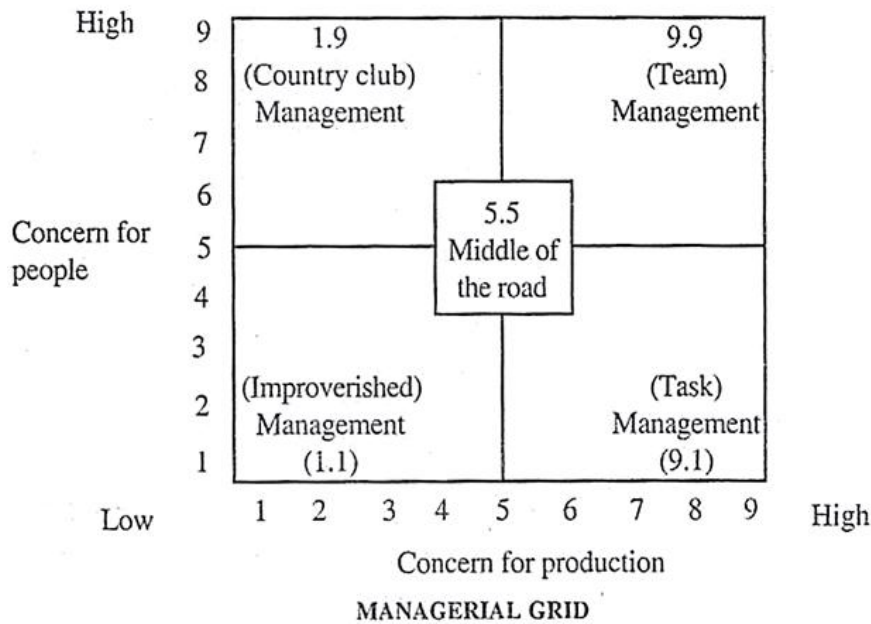 High
9
8
7
6
5
4
3
2
1
Concern for
people
1.9
(Country club)
Management
9.9
(Team)
Management
5.5
Middle of
the road
(Improverished)
Management
(1.1)
(Task)
Management
(9.1)
Low
1 2 3 4 5 6 7 8 9
High
Concern for production
MANAGERIAL GRID